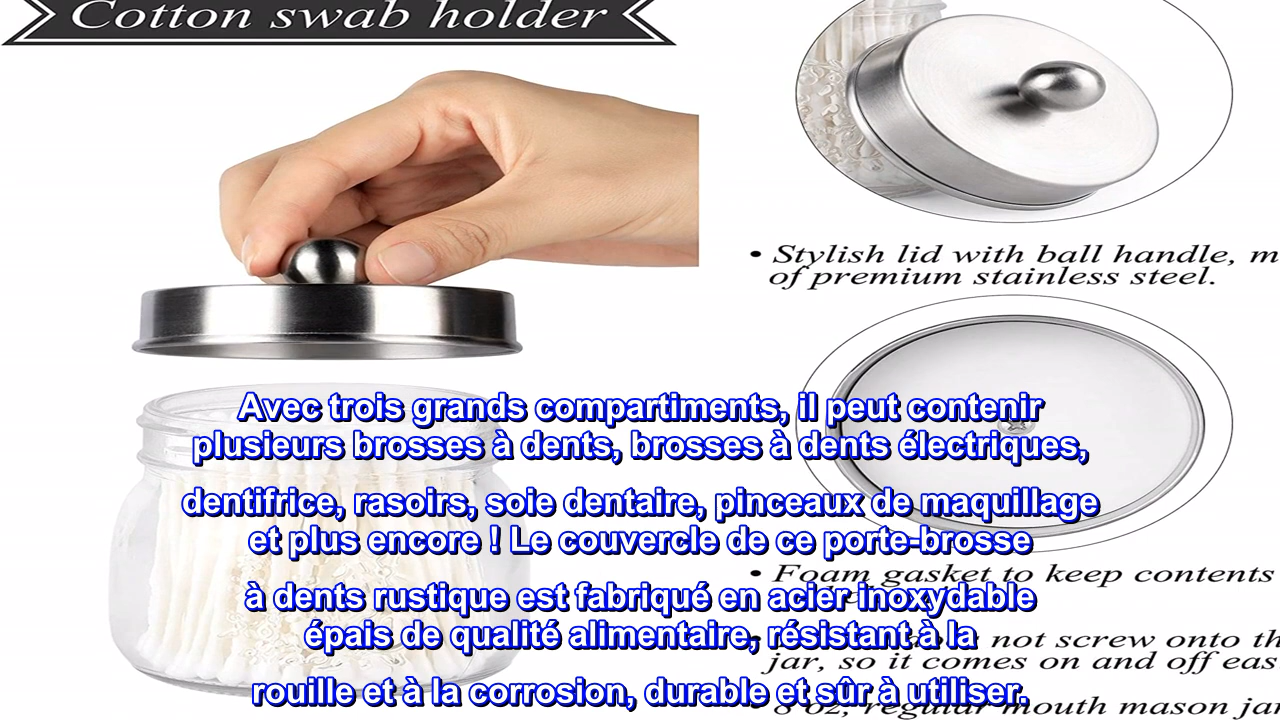 Cotton swab holder
• Stylish lid with ball handle, m
of premium stainless steel.
Avec trois grands compartiments, il peut contenir
plusieurs brosses à dents, brosses à dents électriques,
dentifrice, rasoirs, soie dentaire, pinceaux de maquillage
et plus encore ! Le couvercle de ce porte-brosse
à dents rustique est fabriqué en acier inoxydable
épais de qualité alimentaire, résistant à la
rouille et à la corrosion, durable et sûr à utiliser.
• Foam gasket to keep contents
not screw onto th
jar, so it comes on and off eas
• 8 oz, regular mouth mason jar